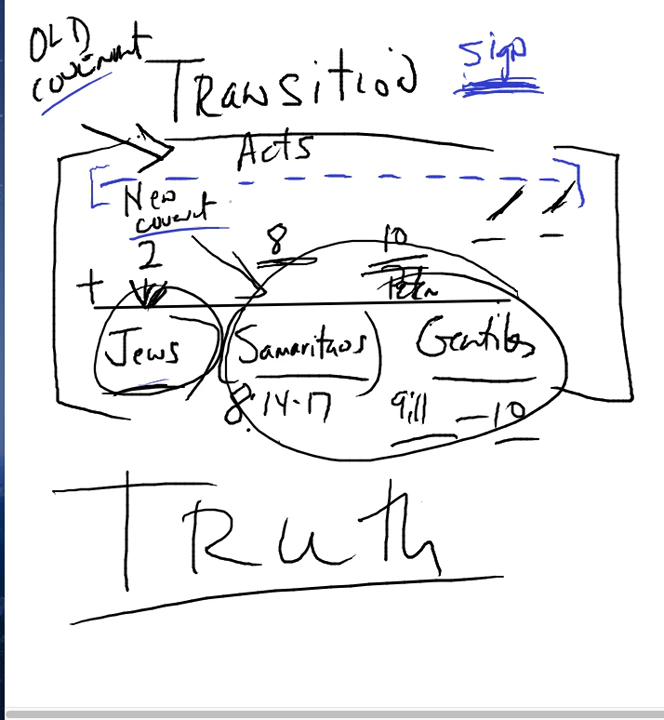 OLD
covenant
Transition
Sign
Acts
New
covenant
2 8 10
Peter
Jews Samaritans Gentiles
8:14-17 9:11 - 10
Truth